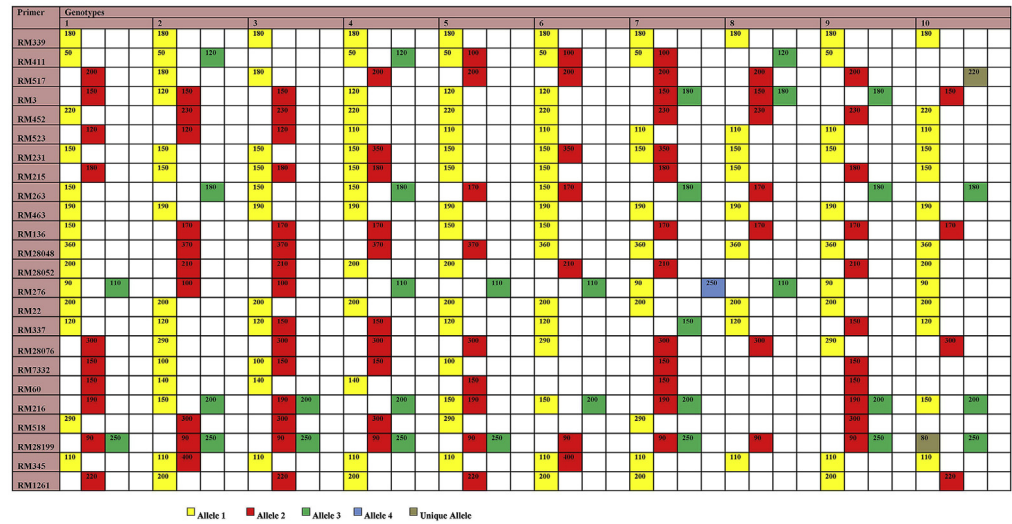 Primer Genotypes
1 2 3 4 5 6 7 8 9 10
RM339 180 180 180 180 180 180 180 180 180 180
RM411 50 50 120 50 50 120 50 100 50 100 50 100 50 120 50
RM517 200 180 180 200 200 200 200 200 200 220
RM3 150 120 150 150 120 120 120 150 180 150 180 180 150
RM452 220 230 230 220 220 220 230 230 230 220
RM523 120 120 120 110 110 110 110 110 110 110
RM231 150 150 150 150 350 150 150 350 150 350 150 150 150
RM215 180 150 150 180 150 180 150 150 180 150 180 150
RM263 150 180 150 150 180 170 150 170 180 170 180 180
RM463 190 190 190 190 190 190 190 190 190 190
RM136 150 170 170 170 150 150 170 170 170 170
RM28048 360 370 370 370 370 360 360 360 360 360
RM28052 200 210 210 200 200 210 210 210 200
RM276 90 110 100 100 110 110 110 90 250 110 90 90
RM22 200 200 200 200 200 200 200 200 200 200
RM337 120 120 120 150 150 120 120 150 120 150 120
RM28076 300 290 300 300 300 290 300 300 290 300
RM7332 150 100 100 150 150 100 150 150
RM60 150 140 140 140 150 150 150
RM216 190 150 200 190 200 200 150 190 150 200 190 200 190 200 150 200
RM518 290 300 300 300 290 290 300
RM28199 90 250 90 250 90 250 90 250 90 250 90 90 250 90 90 250 80 250
RM345 110 110 400 110 110 110 110 400 110 110 110 110
RM1261 220 200 220 200 220 200 200 200 220
Allele 1 Allele 2 Allele 3 Allele 4 Unique Allele